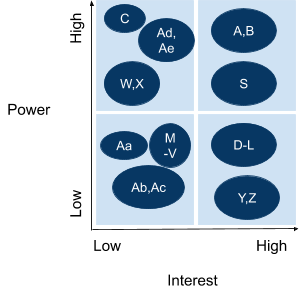 High
C
Ad,
Ae
A,B
W,X
S
Power
Aa
M
-V
D-L
Ab,Ac
Y,Z
Low
Low
High
Interest